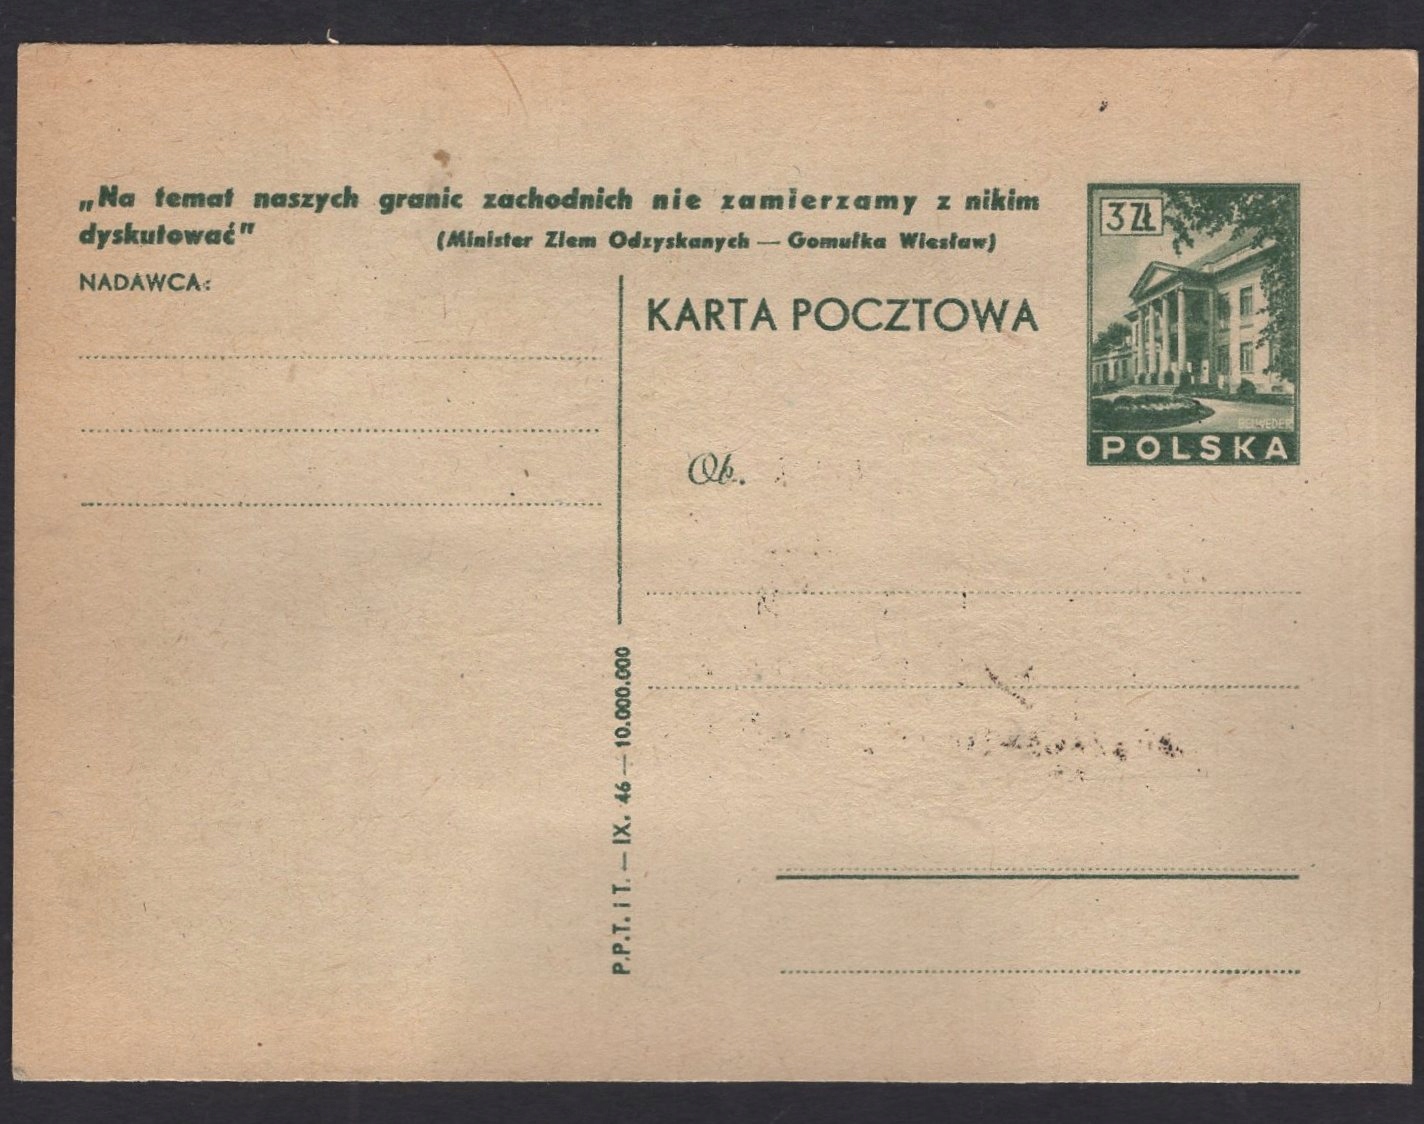 „Na temat naszych granic zachodnich nie zamierzamy z nikim
dyskutować”
(Minister Ziem Odzyskanych — Gomułka Wiesław)
NADAWCA:
KARTA POCZTOWA
3 ZŁ
BELWEDER
POLSKA
Ob.
P.P.T. i T. — IX. 46 — 10.000.000